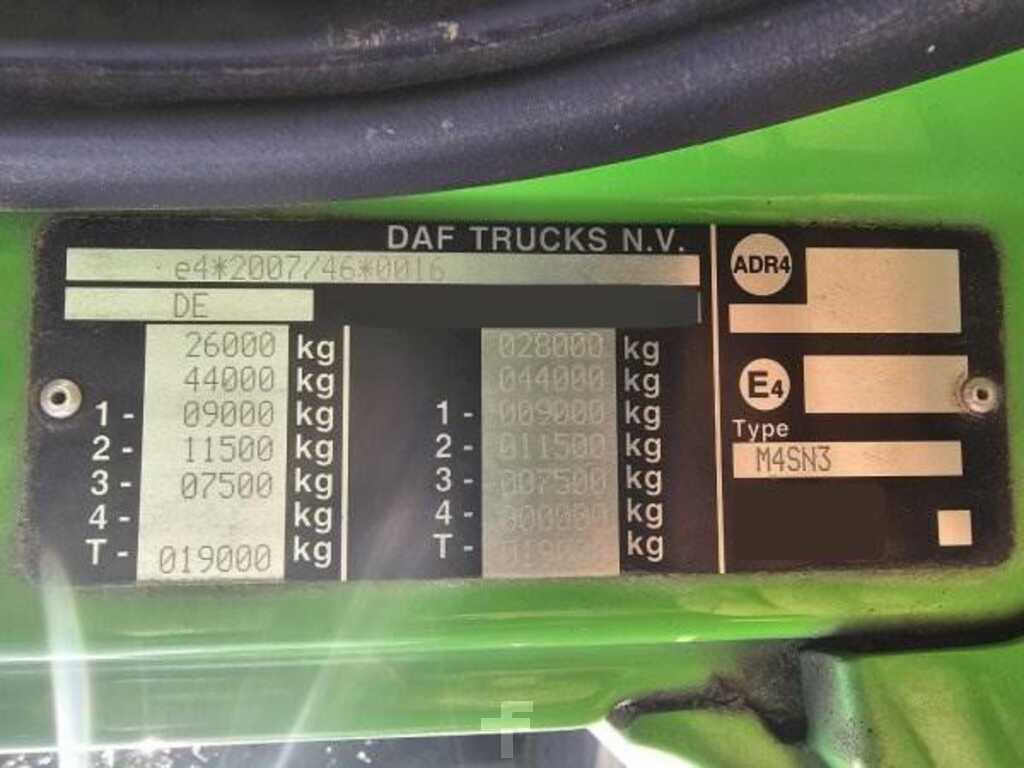 DAF TRUCKS N.V.
e4*2007/46*0016
DE
26000 kg 028000 kg
44000 kg 044000 kg
1- 09000 kg 1- 009000 kg
2- 11500 kg 2- 011500 kg
3- 07500 kg 3- 007500 kg
4- kg 4- 000000 kg
T- 019000 kg T- kg
ADR4
E4
Type
M4SN3